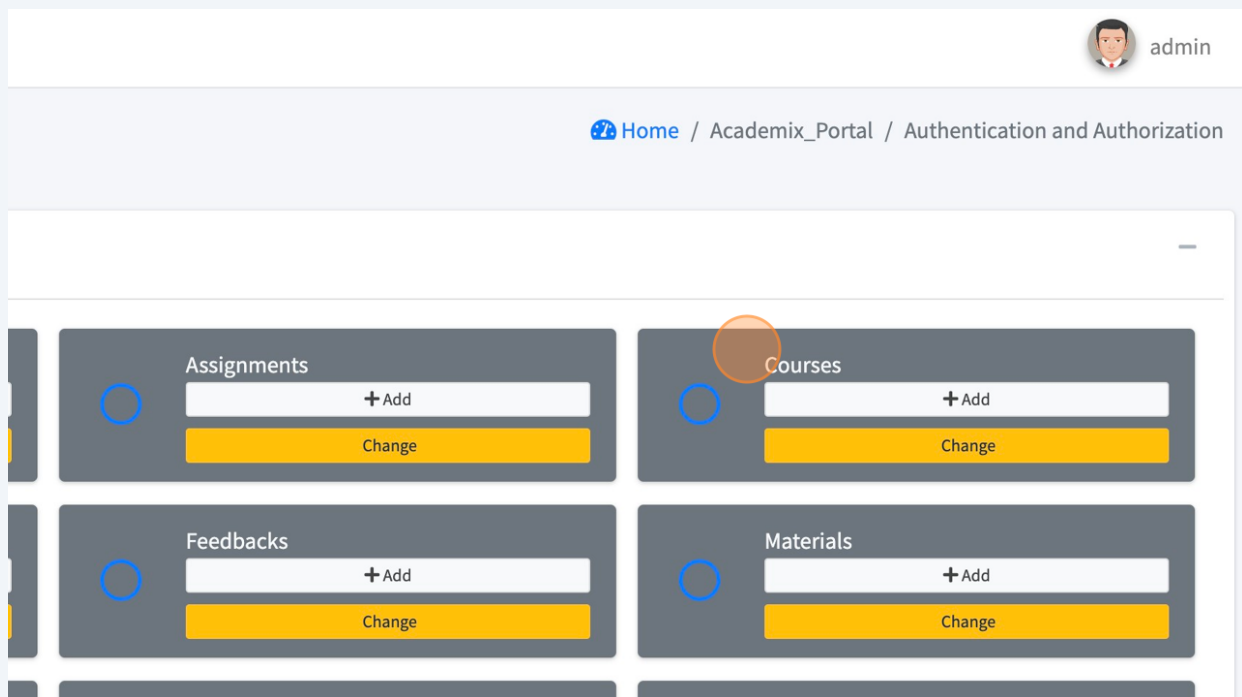 admin
Home / Academix_Portal / Authentication and Authorization
Assignments
+ Add
Change
Courses
+ Add
Change
Feedbacks
+ Add
Change
Materials
+ Add
Change